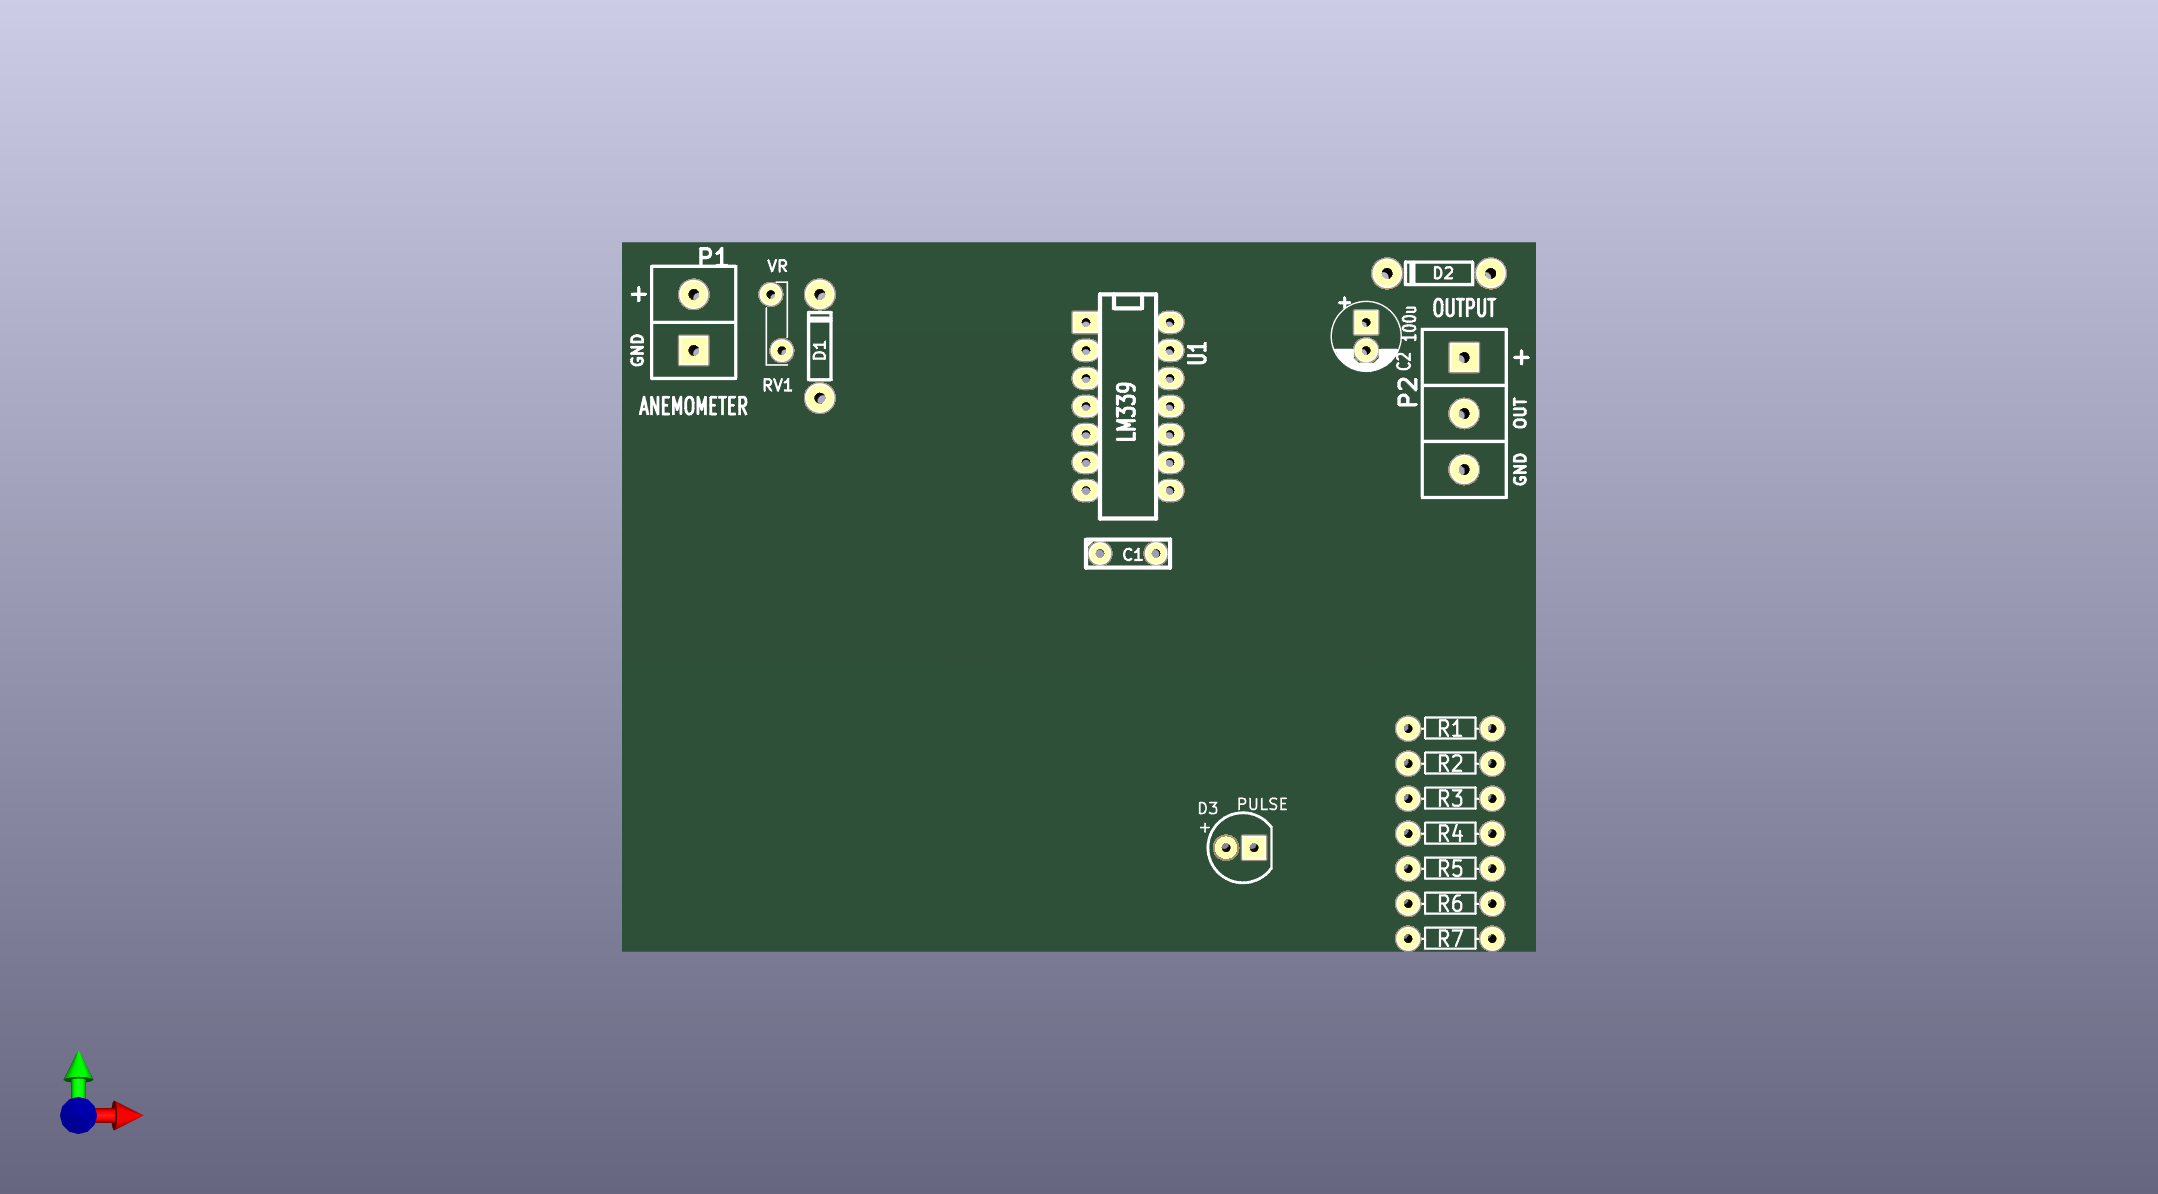 P1
+
GND
ANEMOMETER
VR
RV1
D1
U1
LM339
C1
D2
OUTPUT
+
C2 100u
P2
+
OUT
GND
R1
R2
R3
R4
R5
R6
R7
D3 PULSE
+